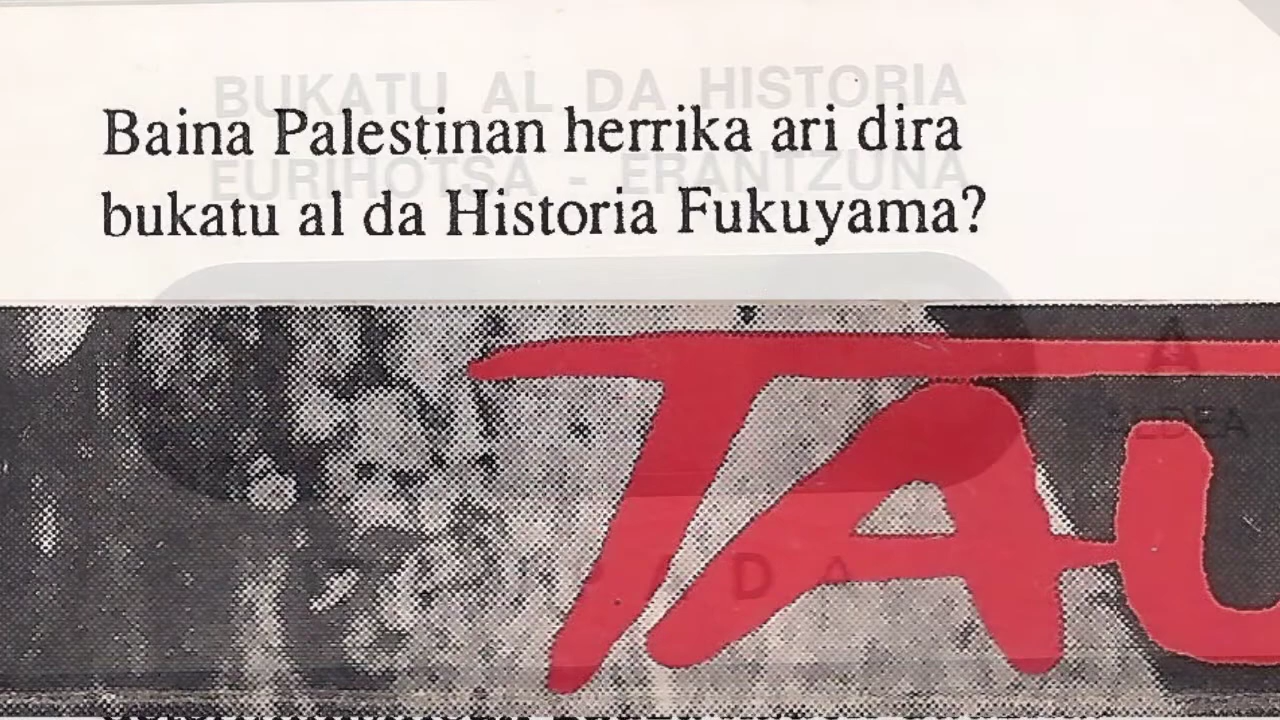 BUKATU AL DA HISTORIA
Baina Palestinan herrika ari dira
EURIHOTSA - ERANTZUNA
bukatu al da Historia Fukuyama?
TAU
A